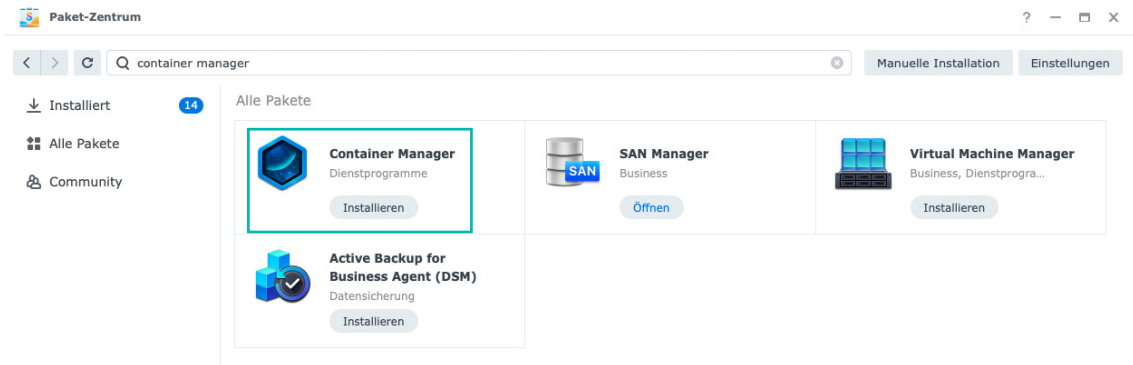 Paket-Zentrum
container manager
Manuelle Installation
Einstellungen
Installiert
14
Alle Pakete
Community
Alle Pakete
Container Manager
Dienstprogramme
Installieren
SAN
SAN Manager
Business
Öffnen
Virtual Machine Manager
Business, Dienstprogra...
Installieren
Active Backup for
Business Agent (DSM)
Datensicherung
Installieren